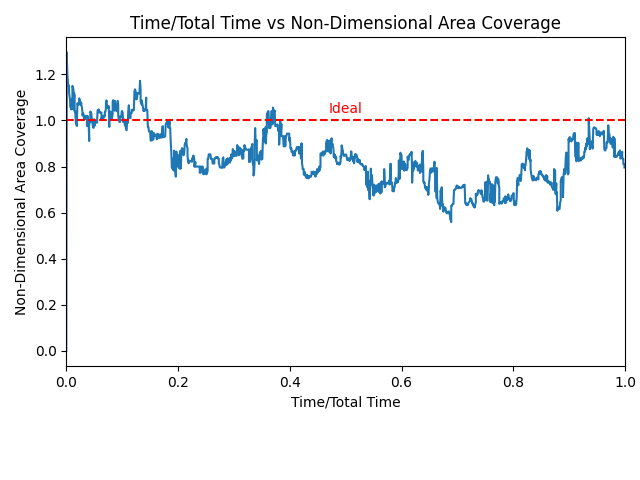 Time/Total Time vs Non-Dimensional Area Coverage
Non-Dimensional Area Coverage
1.2
1.0
0.8
0.6
0.4
0.2
0.0
Ideal
0.0 0.2 0.4 0.6 0.8 1.0
Time/Total Time